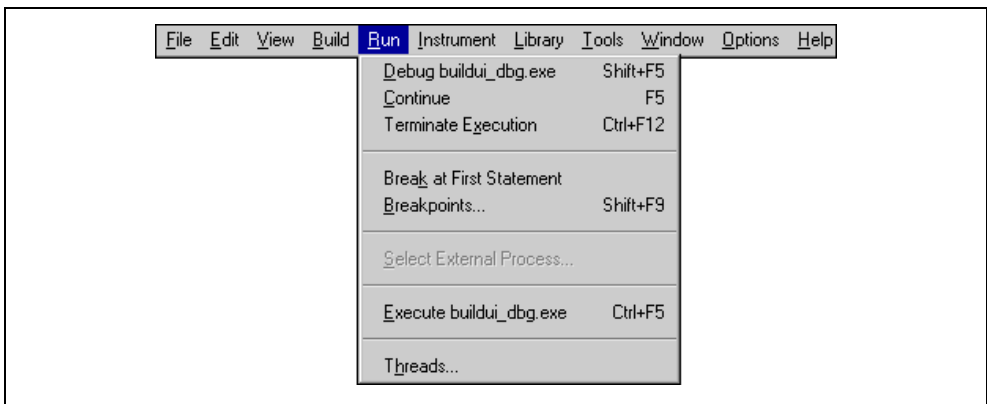 File Edit View Build Run Instrument Library Tools Window Options Help
Debug buildui_dbg.exe Shift+F5
Continue F5
Terminate Execution Ctrl+F12
Break at First Statement
Breakpoints... Shift+F9
Select External Process...
Execute buildui_dbg.exe Ctrl+F5
Threads...